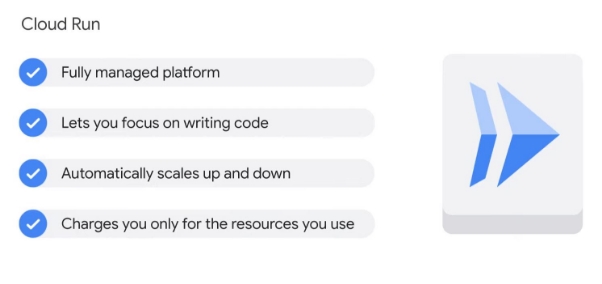 Cloud Run
Fully managed platform
Lets you focus on writing code
Automatically scales up and down
Charges you only for the resources you use